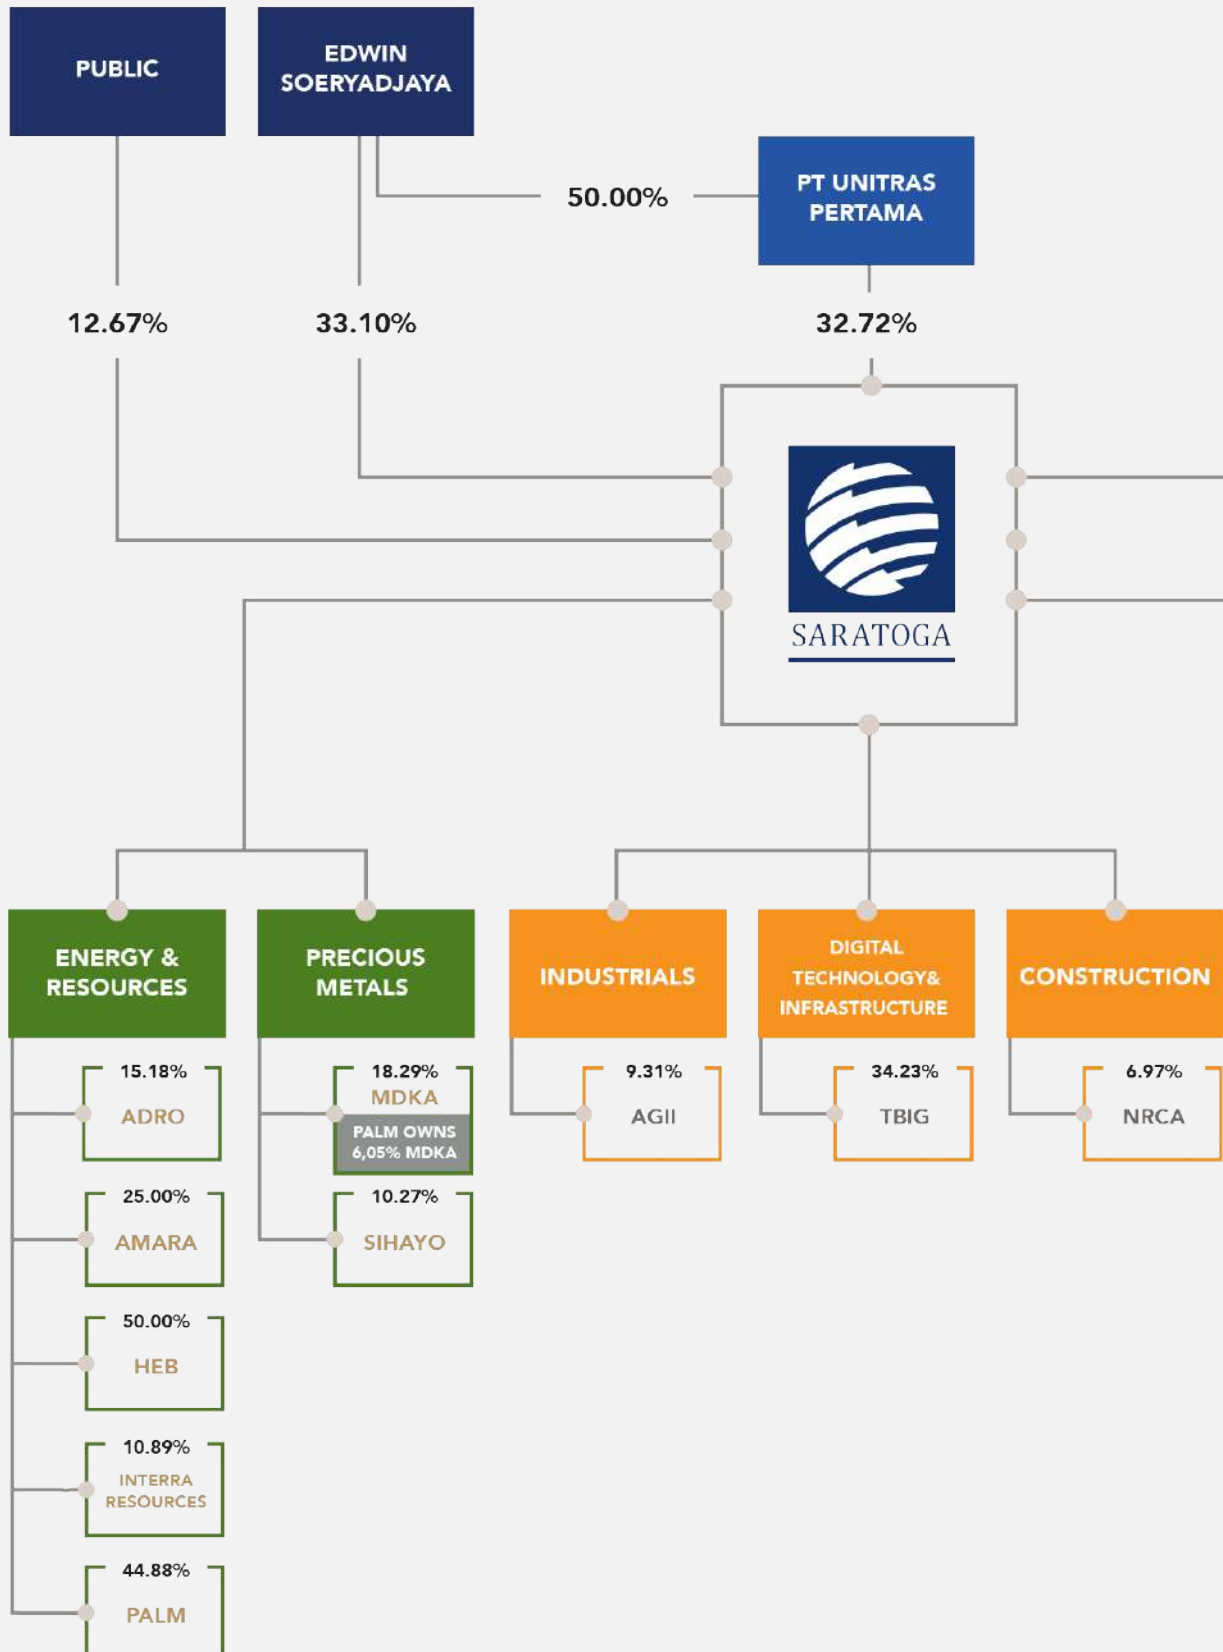 PUBLIC
EDWIN
SOERYADJAYA
50.00%
PT UNITRAS
PERTAMA
12.67%
33.10%
32.72%
SARATOGA
ENERGY &
RESOURCES
PRECIOUS
METALS
INDUSTRIALS
DIGITAL
TECHNOLOGY&
INFRASTRUCTURE
CONSTRUCTION
15.18%
ADRO
25.00%
AMARA
50.00%
HEB
10.89%
INTERRA
RESOURCES
44.88%
PALM
18.29%
MDKA
PALM OWNS
6,05% MDKA
10.27%
SIHAYO
9.31%
AGII
34.23%
TBIG
6.97%
NRCA